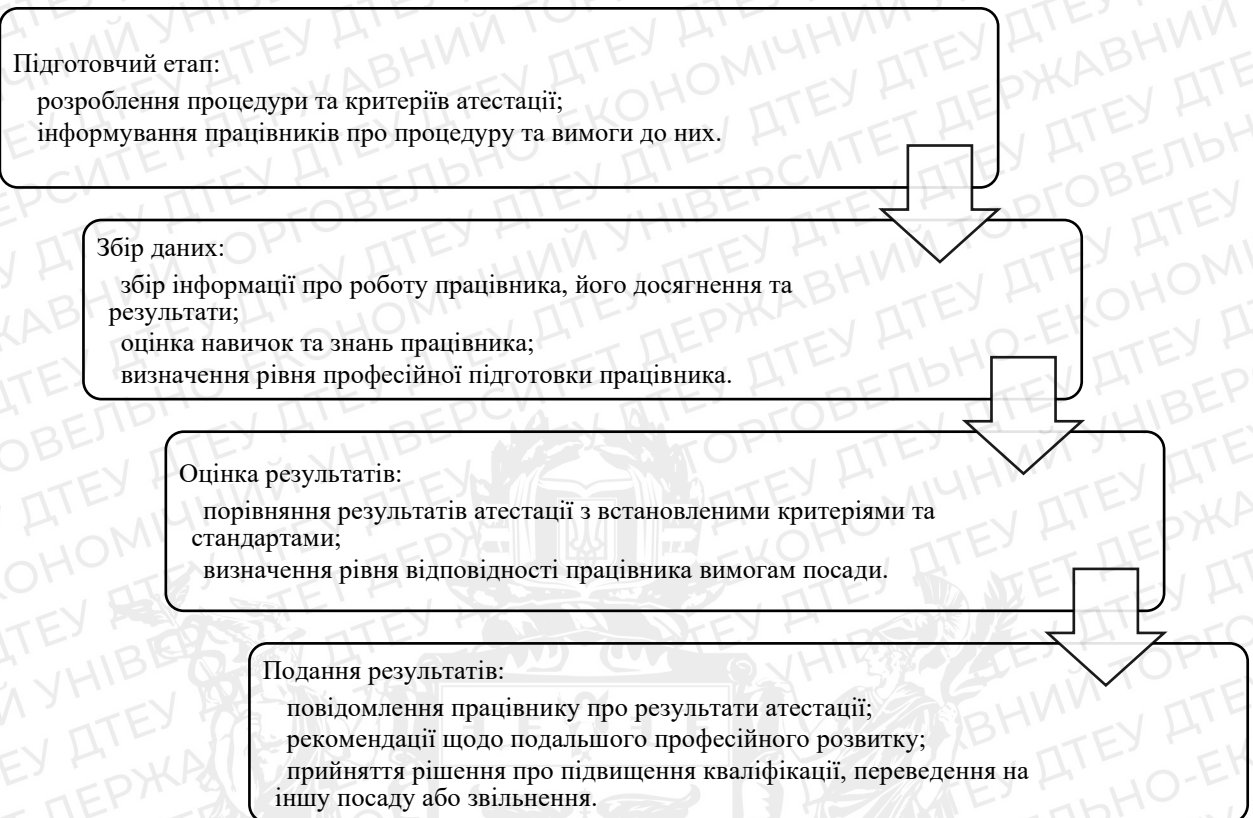 Підготовчий етап:
розроблення процедури та критеріїв атестації;
інформування працівників про процедуру та вимоги до них.
Збір даних:
збір інформації про роботу працівника, його досягнення та
результати;
оцінка навичок та знань працівника;
визначення рівня професійної підготовки працівника.
Оцінка результатів:
порівняння результатів атестації з встановленими критеріями та
стандартами;
визначення рівня відповідності працівника вимогам посади.
Подання результатів:
повідомлення працівнику про результати атестації;
рекомендації щодо подальшого професійного розвитку;
прийняття рішення про підвищення кваліфікації, переведення на
іншу посаду або звільнення.